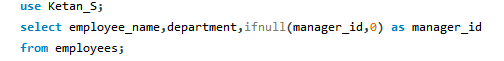 use Ketan_S;
select employee_name,department,ifnull(manager_id,0) as manager_id
from employees;